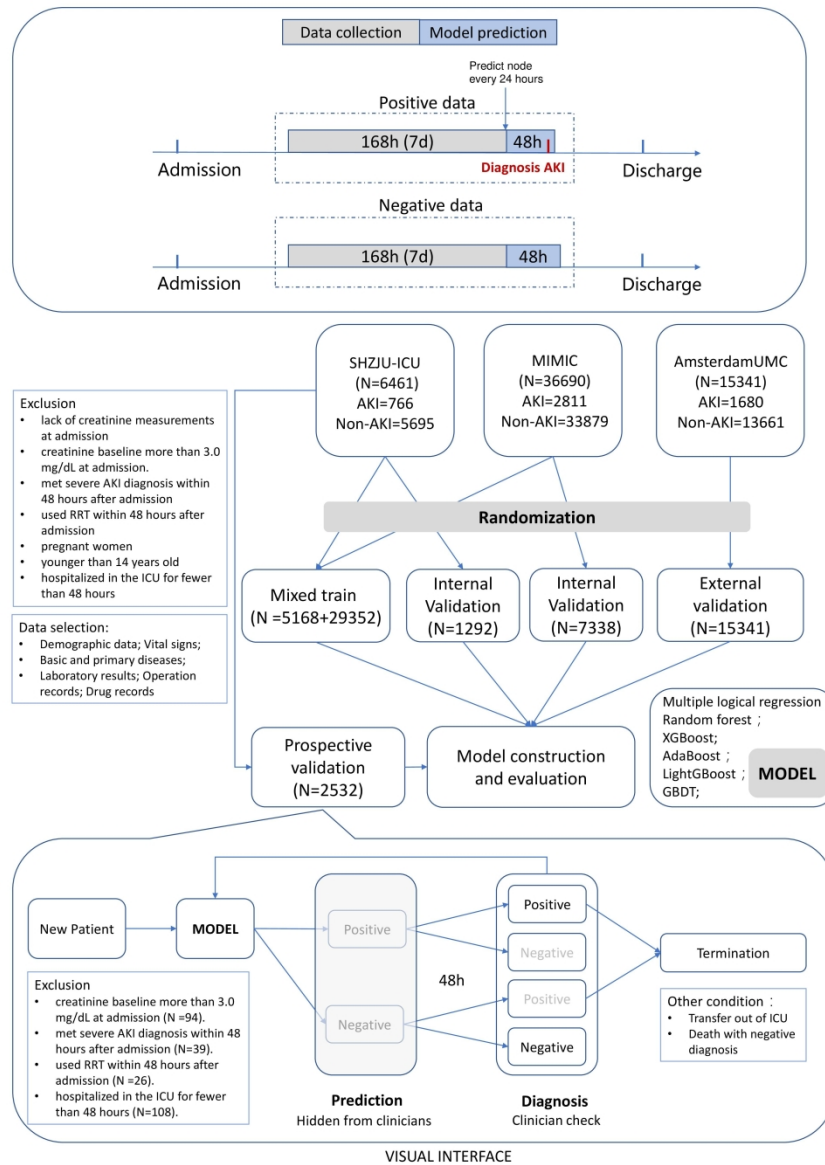 Data collection
Model prediction
Predict node
every 24 hours
Positive data
168h (7d)
48h
Diagnosis AKI
Admission
Discharge
Negative data
168h (7d)
48h
Admission
Discharge
SHZJU-ICU
(N=6461)
AKI=766
Non-AKI=5695
MIMIC
(N=36690)
AKI=2811
Non-AKI=33879
AmsterdamUMC
(N=15341)
AKI=1680
Non-AKI=13661
Exclusion
• lack of creatinine measurements
at admission
• creatinine baseline more than 3.0
mg/dL at admission.
• met severe AKI diagnosis within
48 hours after admission
• used RRT within 48 hours after
admission
• pregnant women
• younger than 14 years old
• hospitalized in the ICU for fewer
than 48 hours
Randomization
Mixed train
(N =5168+29352)
Internal
Validation
(N=1292)
Internal
Validation
(N=7338)
External
validation
(N=15341)
Data selection:
• Demographic data; Vital signs;
• Basic and primary diseases;
• Laboratory results; Operation
records; Drug records
Prospective
validation
(N=2532)
Model construction
and evaluation
Multiple logical regression
Random forest；
XGBoost;
AdaBoost；
LightGBoost；
GBDT;
MODEL
New Patient
MODEL
Positive
Negative
48h
Positive
Negative
Positive
Negative
Termination
Exclusion
• creatinine baseline more than 3.0
mg/dL at admission (N =94).
• met severe AKI diagnosis within 48
hours after admission (N=39).
• used RRT within 48 hours after
admission (N =26).
• hospitalized in the ICU for fewer
than 48 hours (N=108).
Other condition：
• Transfer out of ICU
• Death with negative
diagnosis
Prediction
Hidden from clinicians
Diagnosis
Clinician check
VISUAL INTERFACE